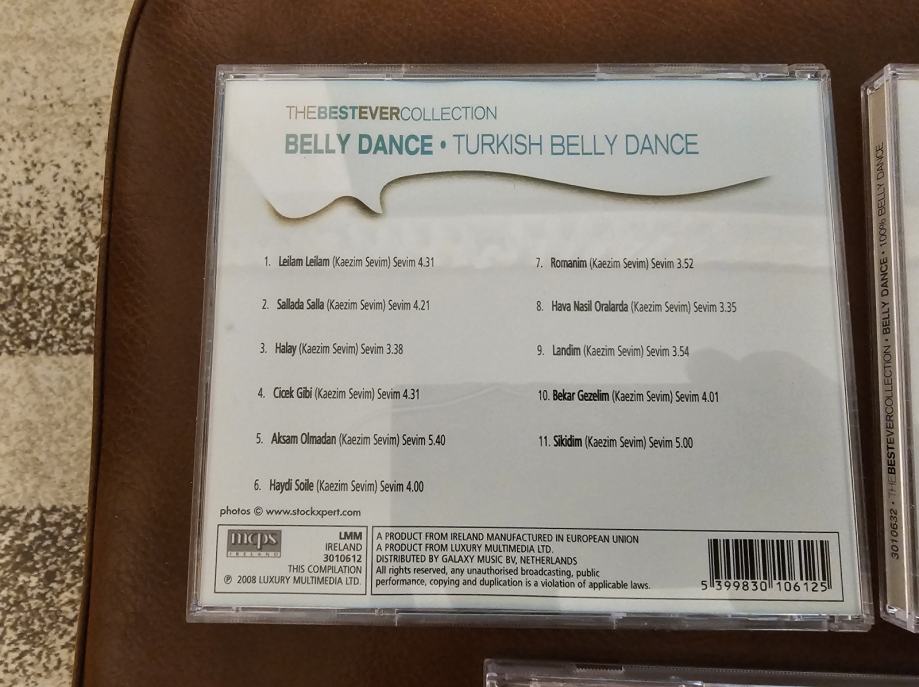 THEBESTEVERCOLLECTION
BELLY DANCE • TURKISH BELLY DANCE
1. Leilam Leilam (Kaezim Sevim) Sevim 4.31
2. Sallada Salla (Kaezim Sevim) Sevim 4.21
3. Halay (Kaezim Sevim) Sevim 3.38
4. Cicek Gibi (Kaezim Sevim) Sevim 4.31
5. Aksam Olmadan (Kaezim Sevim) Sevim 5.40
6. Haydi Soile (Kaezim Sevim) Sevim 4.00
7. Romanim (Kaezim Sevim) Sevim 3.52
8. Hava Nasil Oralarda (Kaezim Sevim) Sevim 3.35
9. Landim (Kaezim Sevim) Sevim 3.54
10. Bekar Gezelim (Kaezim Sevim) Sevim 4.01
11. Sikidim (Kaezim Sevim) Sevim 5.00
photos © www.stockxpert.com
mcps
IRELAND
LMM
IRELAND
3010612
THIS COMPILATION
℗ 2008 LUXURY MULTIMEDIA LTD.
A PRODUCT FROM IRELAND MANUFACTURED IN EUROPEAN UNION
A PRODUCT FROM LUXURY MULTIMEDIA LTD.
DISTRIBUTED BY GALAXY MUSIC BV, NETHERLANDS
All rights reserved, any unauthorised broadcasting, public
performance, copying and duplication is a violation of applicable laws.
5 399830 106125
3010632 • THEBESTEVERCOLLECTION • BELLY DANCE • 100% BELLY DANCE